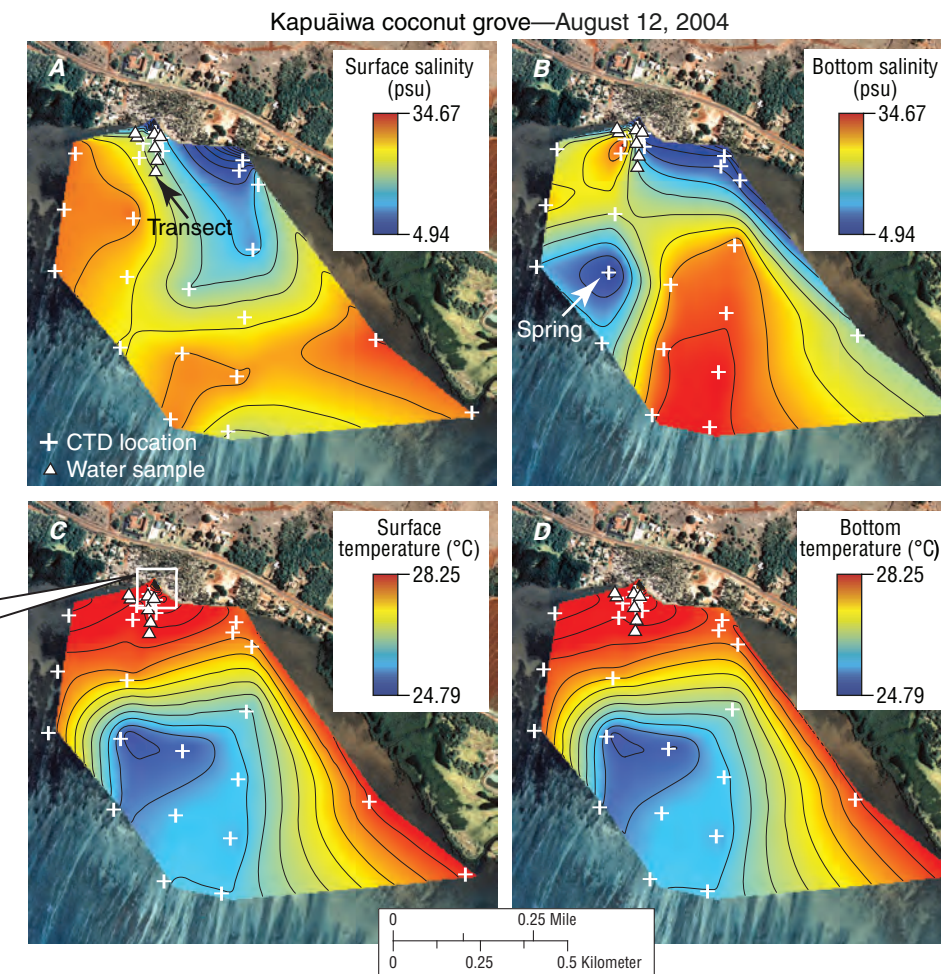 Kapuāiwa coconut grove—August 12, 2004
A
Surface salinity
(psu)
34.67
4.94
Transect
CTD location
Water sample
B
Bottom salinity
(psu)
34.67
4.94
Spring
C
Surface
temperature (°C)
28.25
24.79
D
Bottom
temperature (°C)
28.25
24.79
0 0.25 Mile
0 0.25 0.5 Kilometer